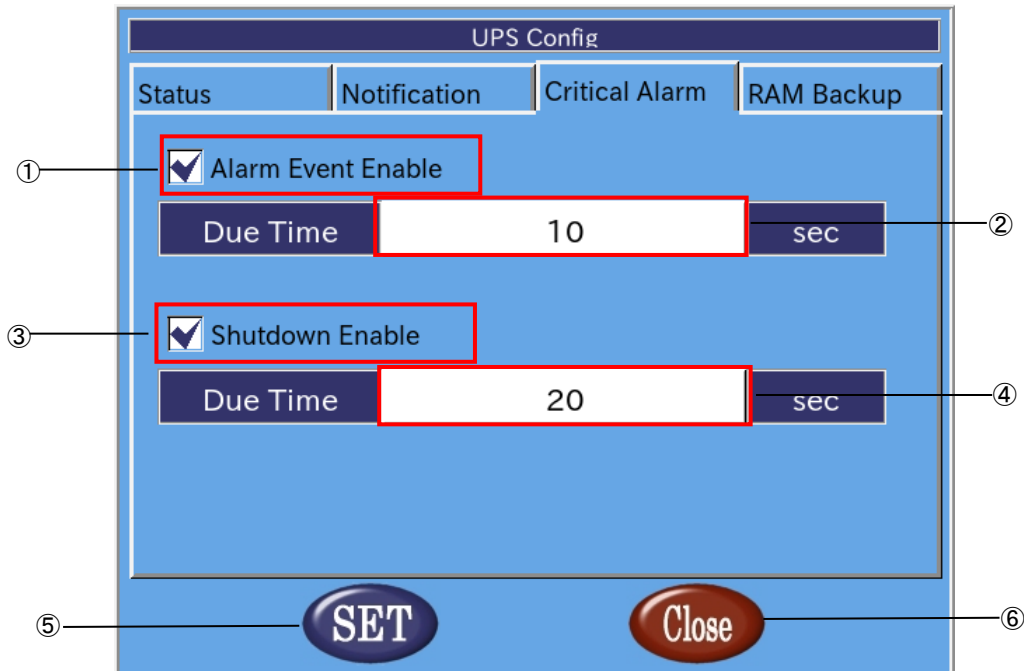 UPS Config
Status Notification Critical Alarm RAM Backup
① Alarm Event Enable
Due Time 10 sec ②
③ Shutdown Enable
Due Time 20 sec ④
⑤ SET Close ⑥